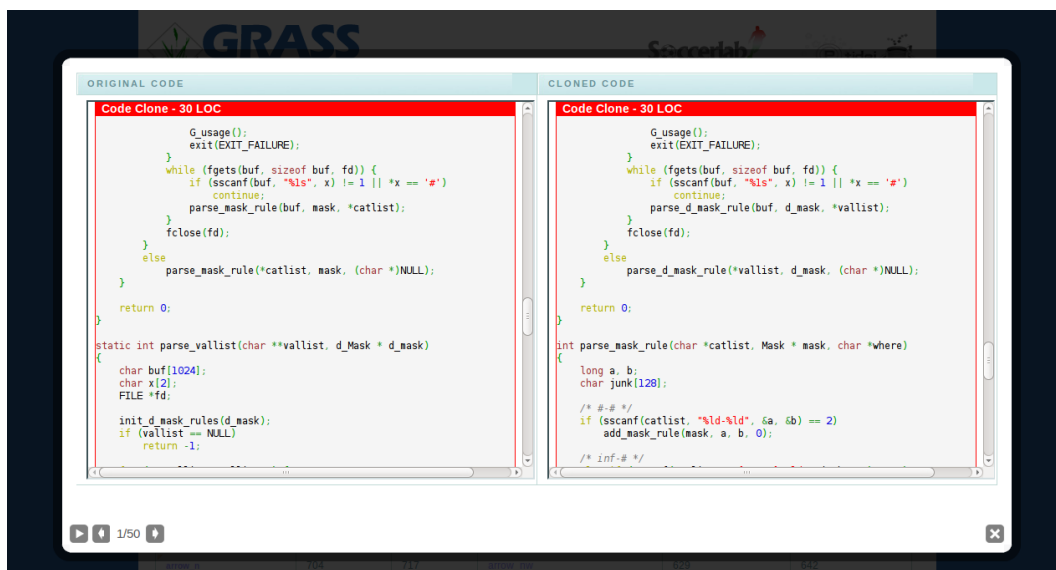 GRASS
Soccerlab
ORIGINAL CODE
Code Clone - 30 LOC
G_usage();
exit(EXIT_FAILURE);
}
while (fgets(buf, sizeof buf, fd)) {
if (sscanf(buf, "%1s", x) != 1 || *x == '#')
continue;
parse_mask_rule(buf, mask, *catlist);
}
fclose(fd);
}
else
parse_mask_rule(*catlist, mask, (char *)NULL);
}
return 0;
}
static int parse_vallist(char **vallist, d_Mask * d_mask)
{
char buf[1024];
char x[2];
FILE *fd;
init_d_mask_rules(d_mask);
if (vallist == NULL)
return -1;
CLONED CODE
Code Clone - 30 LOC
G_usage();
exit(EXIT_FAILURE);
}
while (fgets(buf, sizeof buf, fd)) {
if (sscanf(buf, "%1s", x) != 1 || *x == '#')
continue;
parse_d_mask_rule(buf, d_mask, *vallist);
}
fclose(fd);
}
else
parse_d_mask_rule(*vallist, d_mask, (char *)NULL);
}
return 0;
}
int parse_mask_rule(char *catlist, Mask * mask, char *where)
{
long a, b;
char junk[128];
/* #-# */
if (sscanf(catlist, "%ld-%ld", &a, &b) == 2)
add_mask_rule(mask, a, b, 0);
/* inf-# */
1/50
704 717 629 642